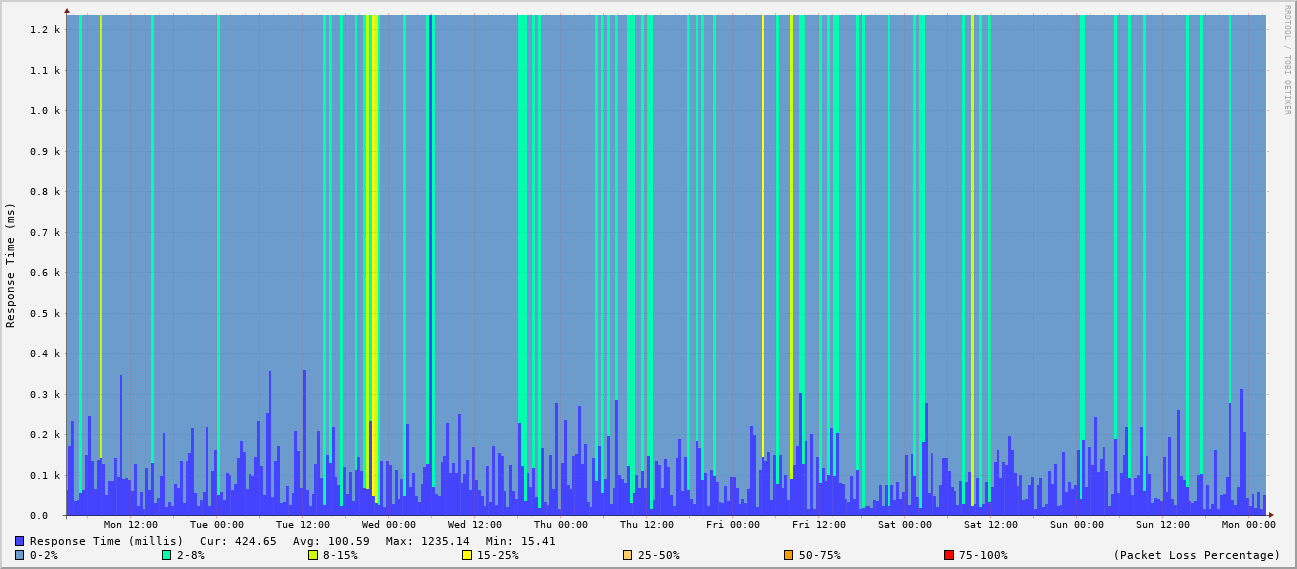 RRDTOOL / TOBI OETIKER
Response Time (ms)
1.2 k
1.1 k
1.0 k
0.9 k
0.8 k
0.7 k
0.6 k
0.5 k
0.4 k
0.3 k
0.2 k
0.1 k
0.0
Mon 12:00 Tue 00:00 Tue 12:00 Wed 00:00 Wed 12:00 Thu 00:00 Thu 12:00 Fri 00:00 Fri 12:00 Sat 00:00 Sat 12:00 Sun 00:00 Sun 12:00 Mon 00:00
Response Time (millis) Cur: 424.65 Avg: 100.59 Max: 1235.14 Min: 15.41
0-2% 2-8% 8-15% 15-25% 25-50% 50-75% 75-100% (Packet Loss Percentage)